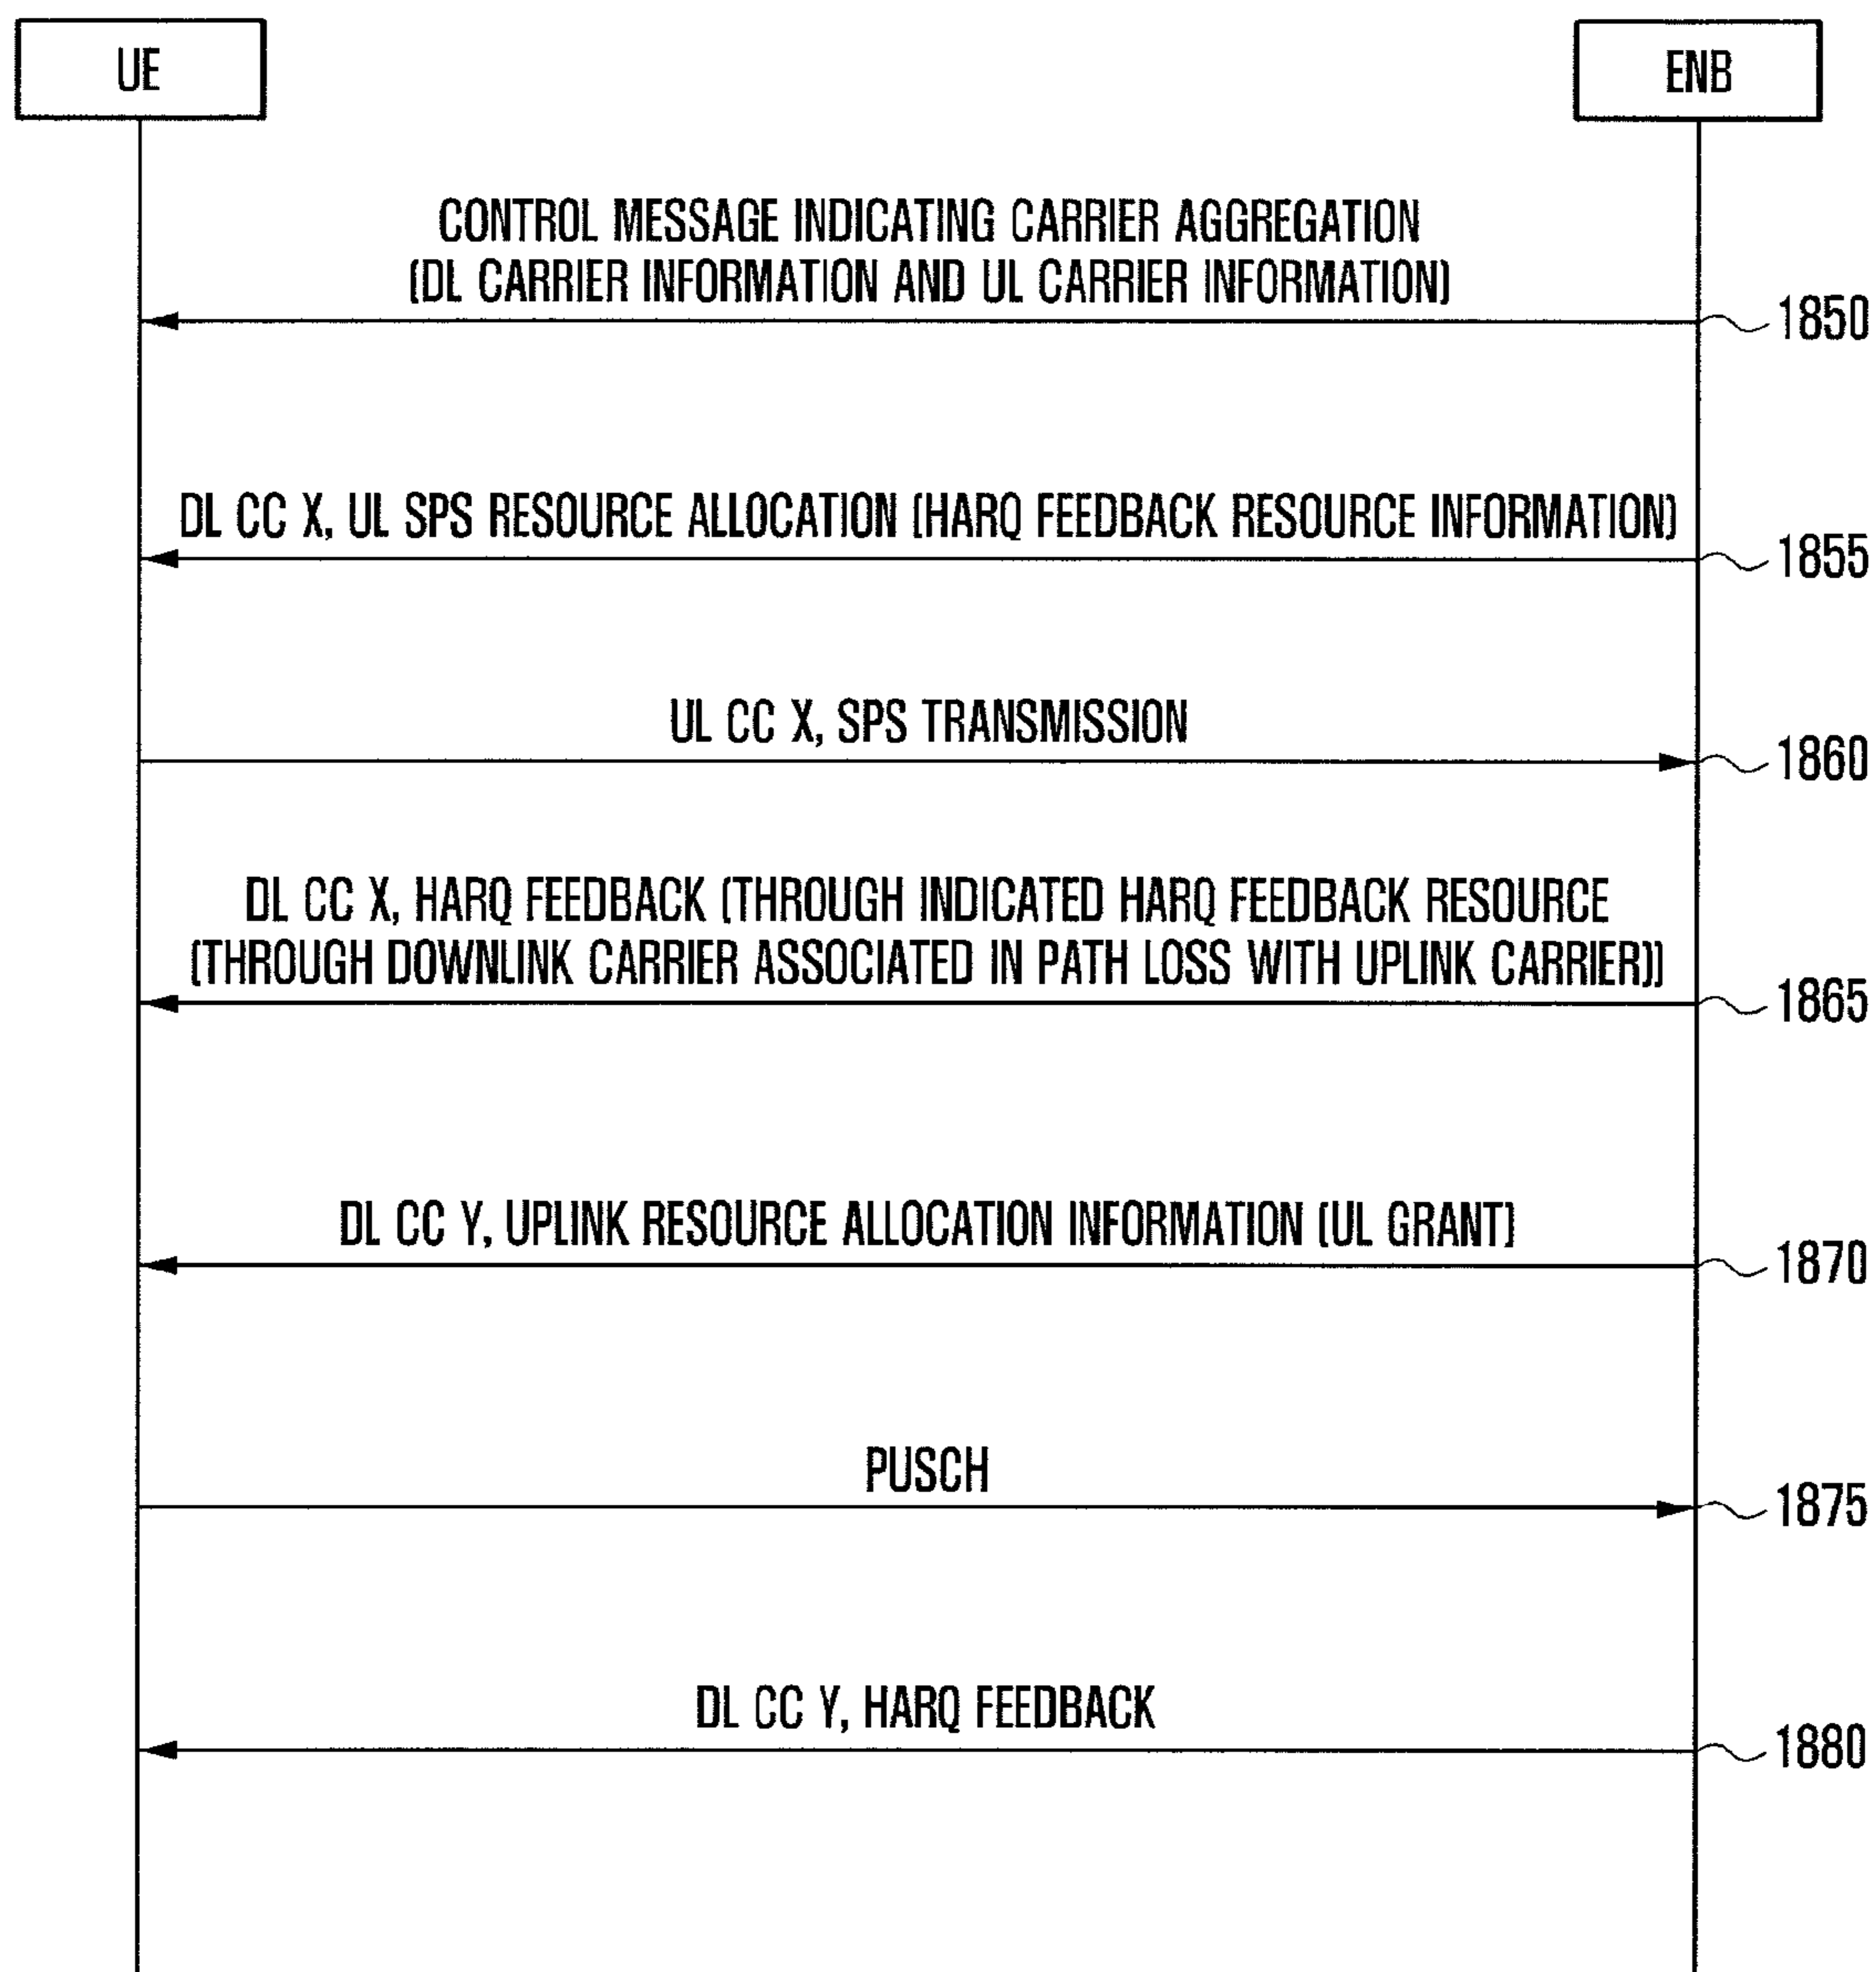 UE
ENB
CONTROL MESSAGE INDICATING CARRIER AGGREGATION
(DL CARRIER INFORMATION AND UL CARRIER INFORMATION)
1850
DL CC X, UL SPS RESOURCE ALLOCATION (HARQ FEEDBACK RESOURCE INFORMATION)
1855
UL CC X, SPS TRANSMISSION
1860
DL CC X, HARQ FEEDBACK (THROUGH INDICATED HARQ FEEDBACK RESOURCE
(THROUGH DOWNLINK CARRIER ASSOCIATED IN PATH LOSS WITH UPLINK CARRIER))
1865
DL CC Y, UPLINK RESOURCE ALLOCATION INFORMATION (UL GRANT)
1870
PUSCH
1875
DL CC Y, HARQ FEEDBACK
1880